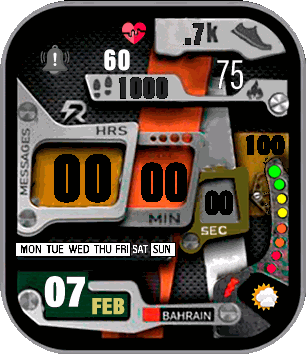 .7k
60
75
1000
HRS
MESSAGES
100
00
00
00
MIN
SEC
MON TUE WED THU FRI SAT SUN
07
FEB
BAHRAIN